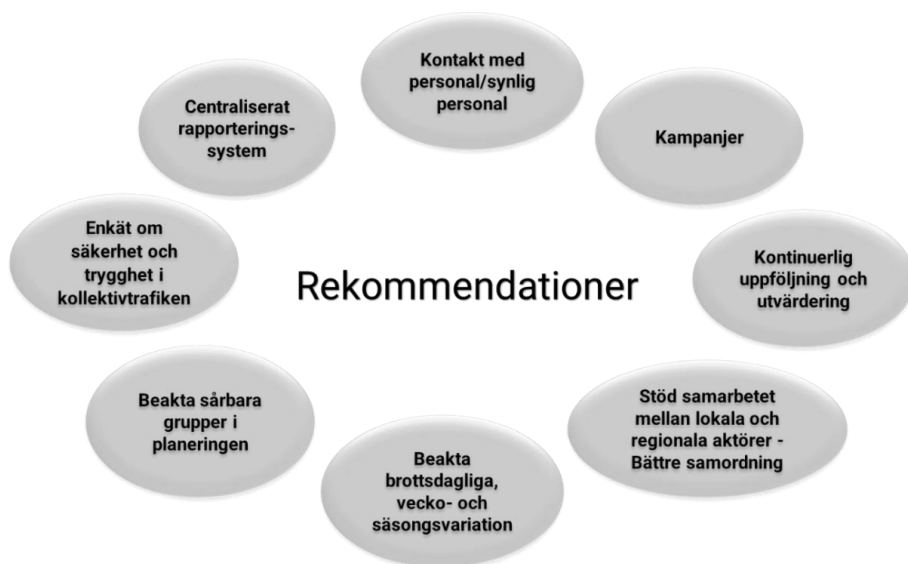 Kontakt med
personal/synlig
personal
Centraliserat
rapporterings-
system
Kampanjer
Enkät om
säkerhet och
trygghet i
kollektivtrafiken
Rekommendationer
Kontinuerlig
uppföljning och
utvärdering
Beakta sårbara
grupper i
planeringen
Stöd samarbetet
mellan lokala och
regionala aktörer -
Bättre samordning
Beakta
brottsdagliga,
vecko- och
säsongsvariation